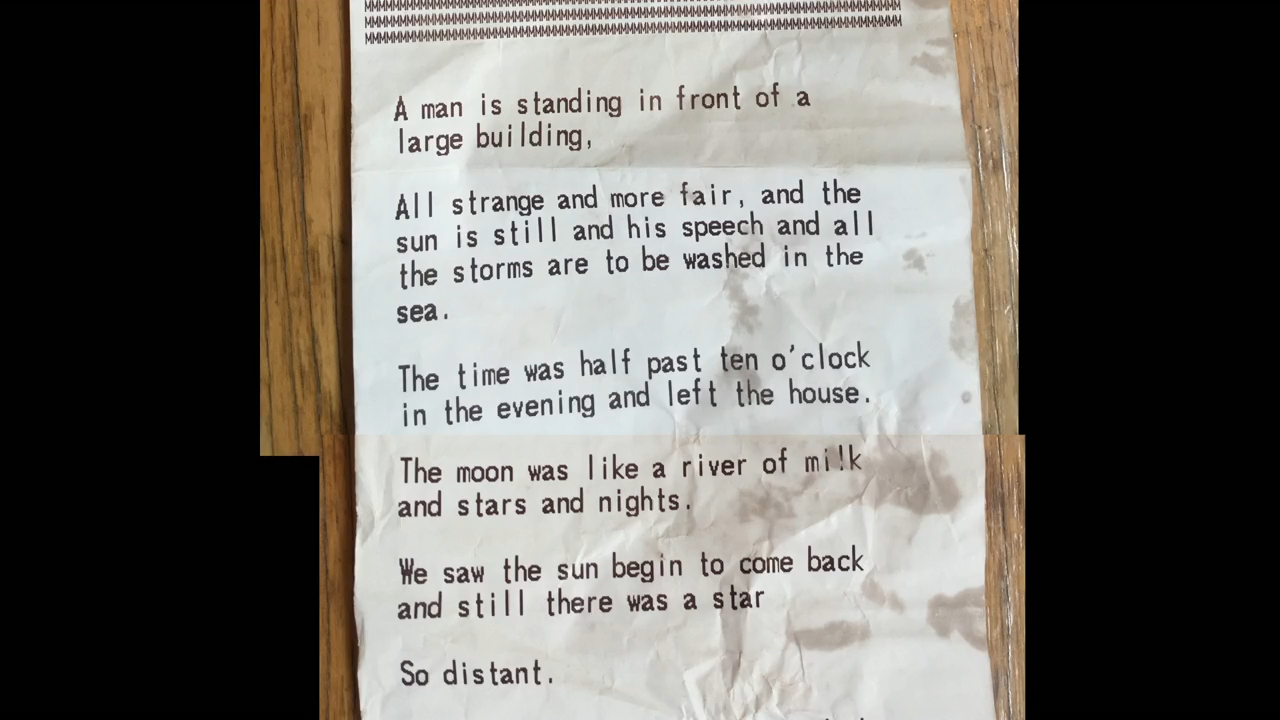 A man is standing in front of a
large building,
All strange and more fair, and the
sun is still and his speech and all
the storms are to be washed in the
sea.
The time was half past ten o'clock
in the evening and left the house.
The moon was like a river of milk
and stars and nights.
We saw the sun begin to come back
and still there was a star
So distant.